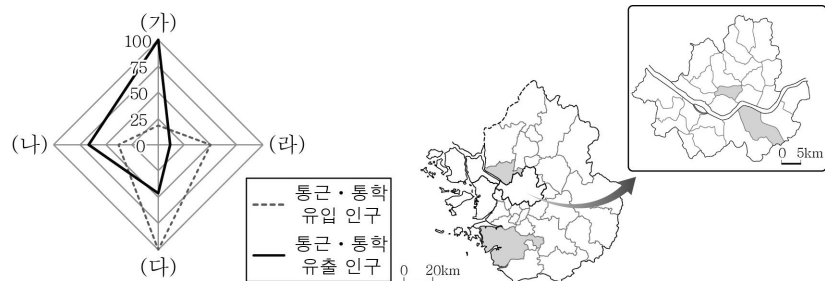 (가)
100
75
50
25
0
(나)
(라)
(다)
통근·통학
유입 인구
통근·통학
유출 인구
0 20km
0 5km